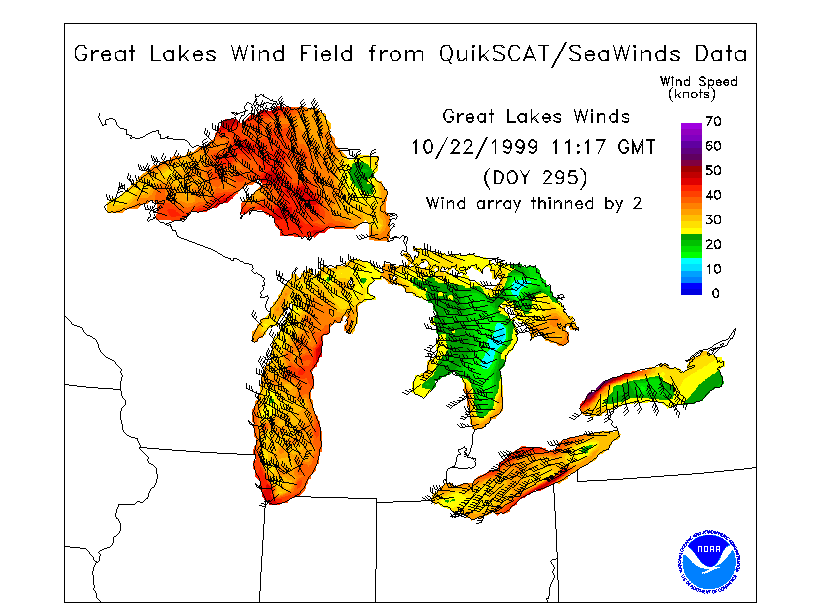 Great Lakes Wind Field from QuikSCAT/SeaWinds Data
Wind Speed
(knots)
Great Lakes Winds
10/22/1999 11:17 GMT
(DOY 295)
Wind array thinned by 2
70
60
50
40
30
20
10
0
NOAA